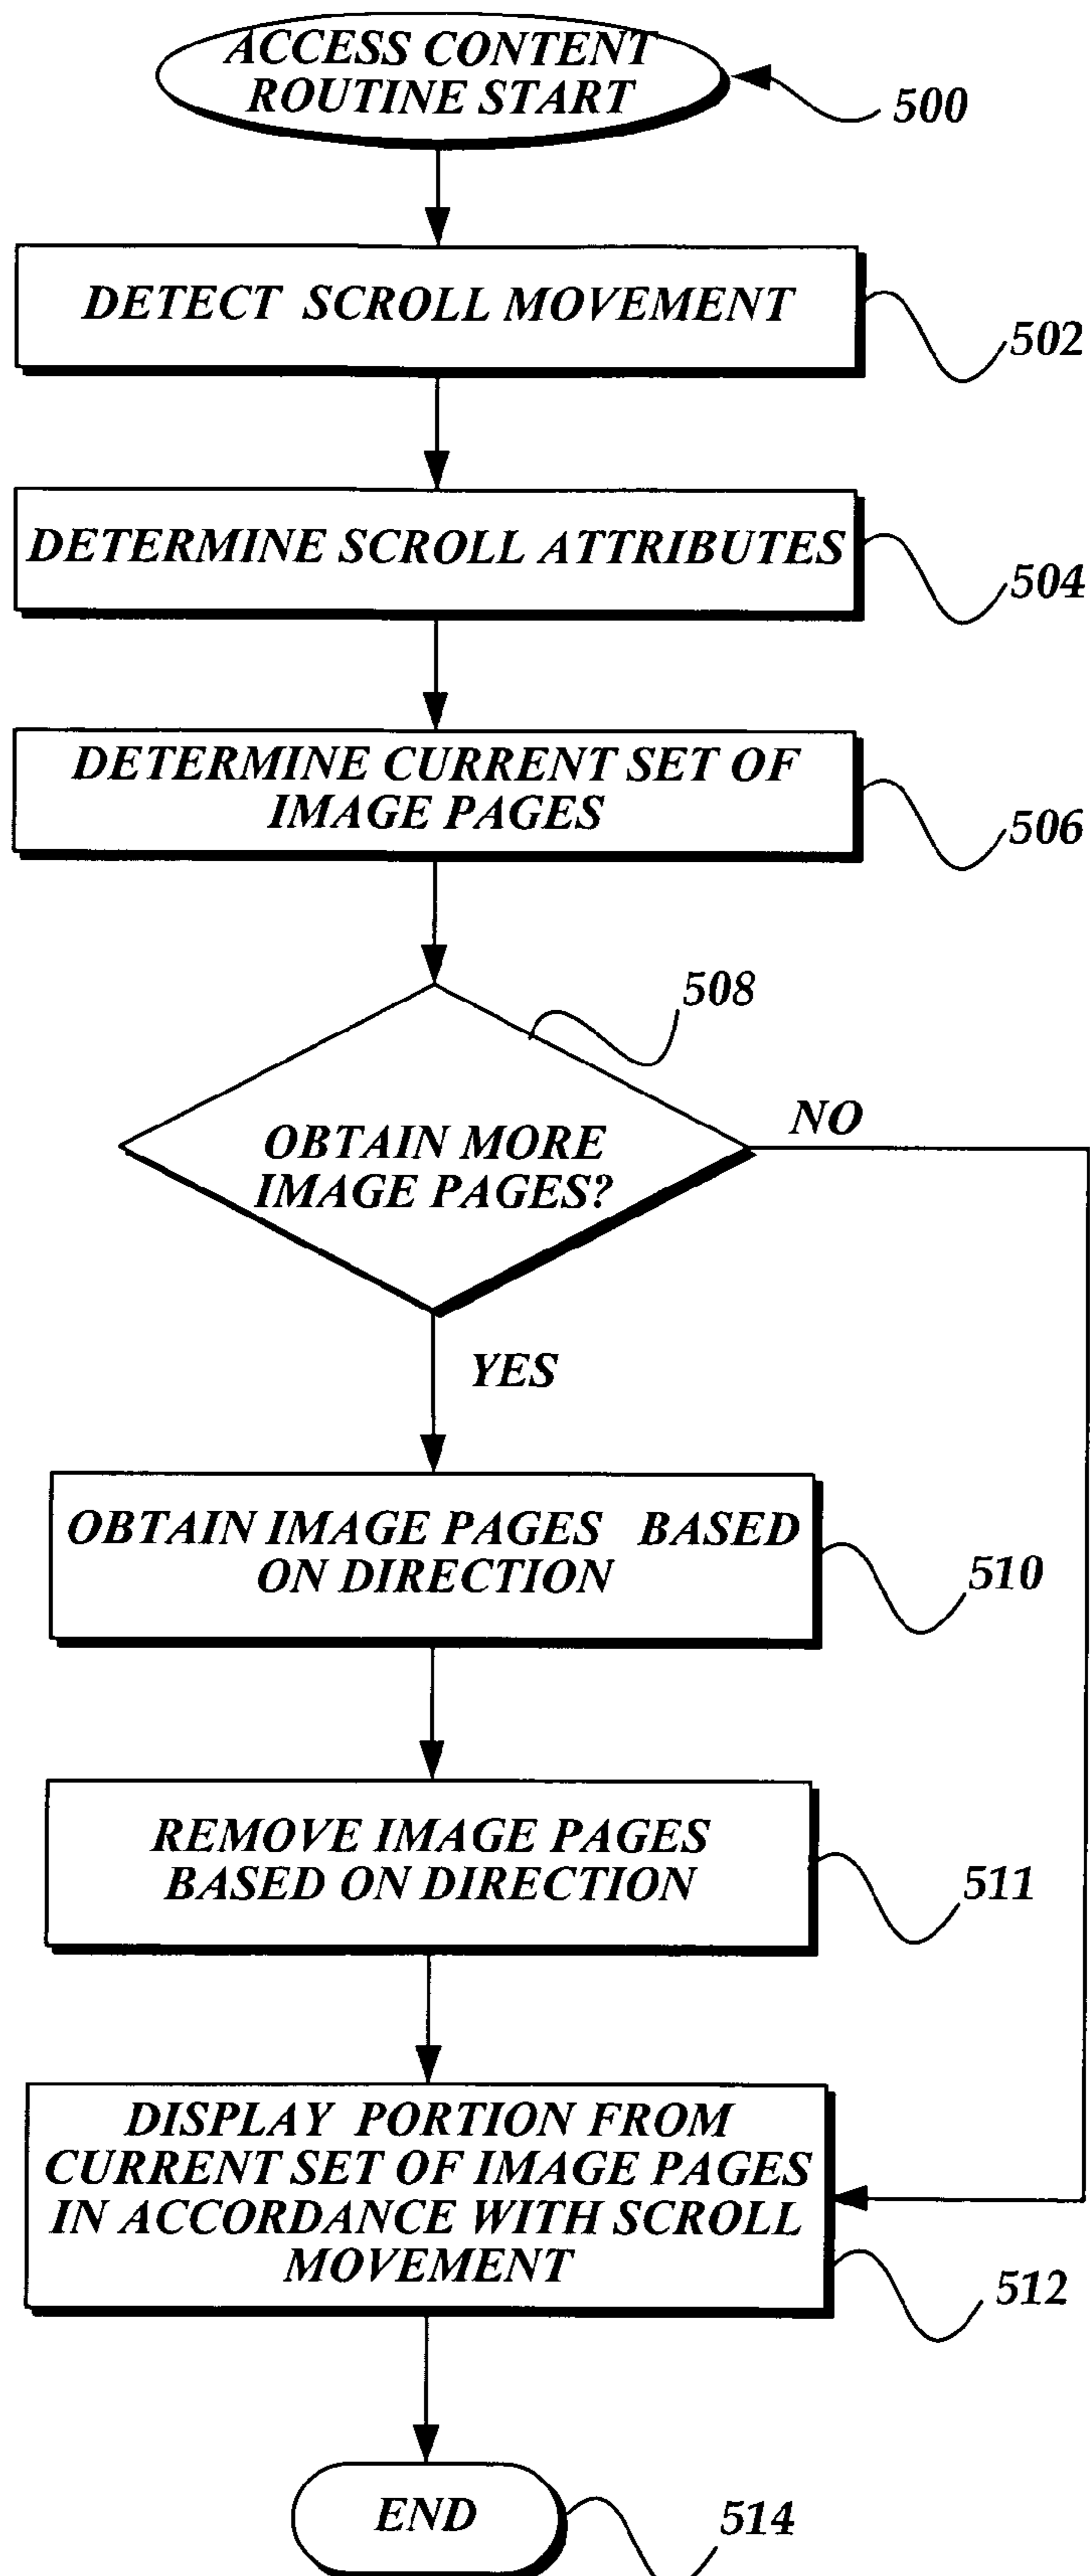 ACCESS CONTENT
ROUTINE START
500
DETECT SCROLL MOVEMENT
502
DETERMINE SCROLL ATTRIBUTES
504
DETERMINE CURRENT SET OF
IMAGE PAGES
506
508
OBTAIN MORE
IMAGE PAGES?
NO
YES
OBTAIN IMAGE PAGES BASED
ON DIRECTION
510
REMOVE IMAGE PAGES
BASED ON DIRECTION
511
DISPLAY PORTION FROM
CURRENT SET OF IMAGE PAGES
IN ACCORDANCE WITH SCROLL
MOVEMENT
512
END
514